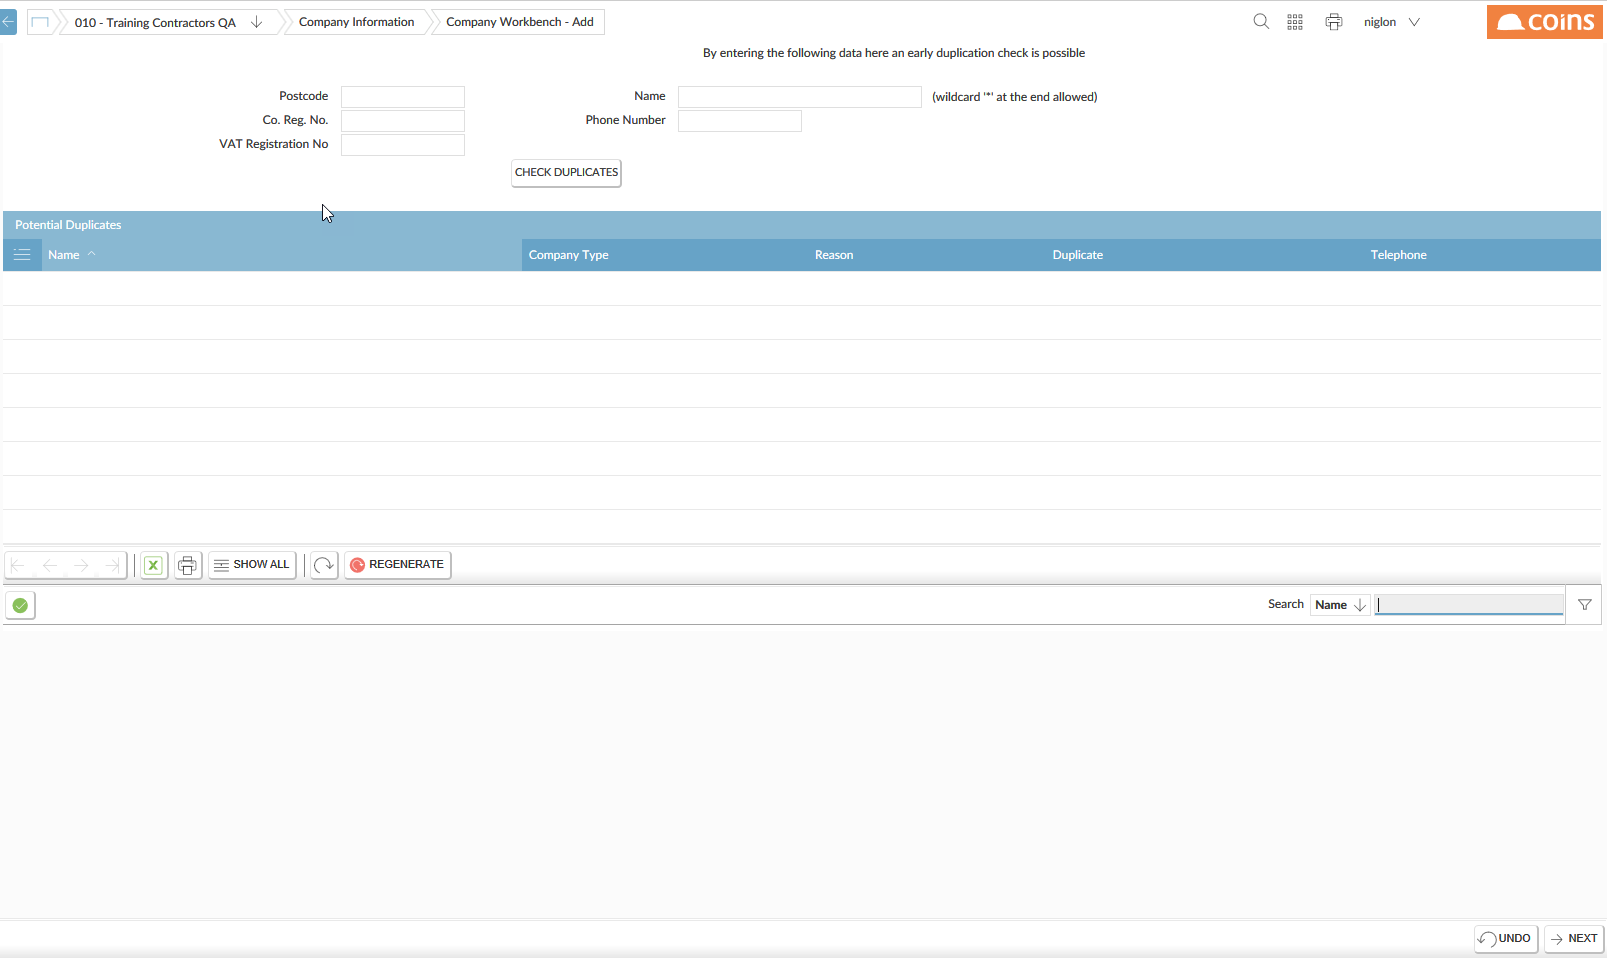 010 - Training Contractors QA
Company Information
Company Workbench - Add
niglon
coins
By entering the following data here an early duplication check is possible
Postcode
Name
(wildcard '*' at the end allowed)
Co. Reg. No.
Phone Number
VAT Registration No
CHECK DUPLICATES
Potential Duplicates
Name
Company Type
Reason
Duplicate
Telephone
SHOW ALL
REGENERATE
Search
Name
UNDO
NEXT